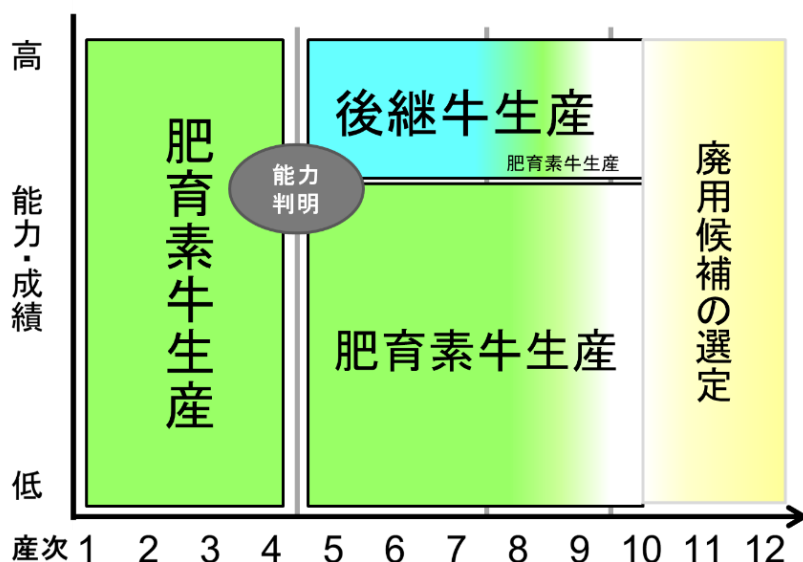 高
能力・成績
低
肥育素牛生産
能力
判明
後継牛生産
肥育素牛生産
肥育素牛生産
廃用候補の選定
産次 1 2 3 4 5 6 7 8 9 10 11 12